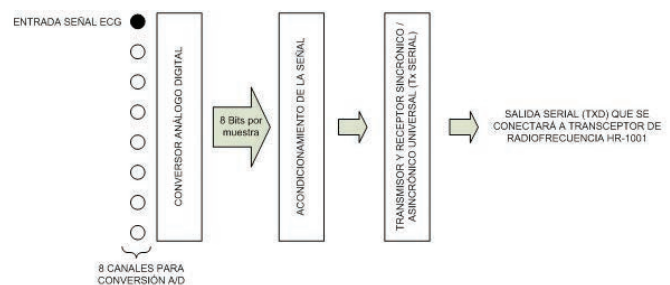 ENTRADA SEÑAL ECG
CONVERSOR ANÁLOGO DIGITAL
8 Bits por
muestra
ACONDICIONAMIENTO DE LA SEÑAL
TRANSMISOR Y RECEPTOR SINCRÓNICO /
ASINCRÓNICO UNIVERSAL (Tx SERIAL)
SALIDA SERIAL (TXD) QUE SE
CONECTARÁ A TRANSCEPTOR DE
RADIOFRECUENCIA HR-1001
8 CANALES PARA
CONVERSIÓN A/D